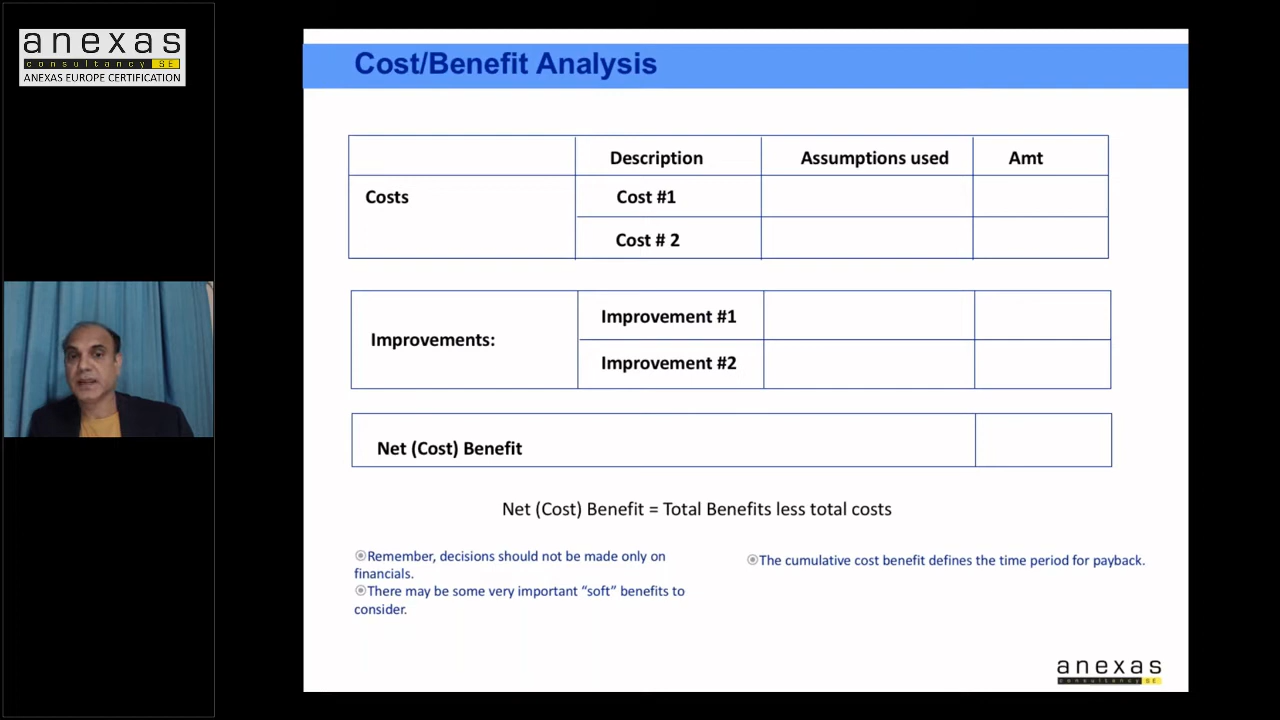 anexas
consultancy SE
ANEXAS EUROPE CERTIFICATION
Cost/Benefit Analysis
Description Assumptions used Amt
Costs Cost #1
Cost # 2
Improvement #1
Improvements:
Improvement #2
Net (Cost) Benefit
Net (Cost) Benefit = Total Benefits less total costs
Remember, decisions should not be made only on
financials.
There may be some very important “soft” benefits to
consider.
The cumulative cost benefit defines the time period for payback.
anexas
consultancy SE